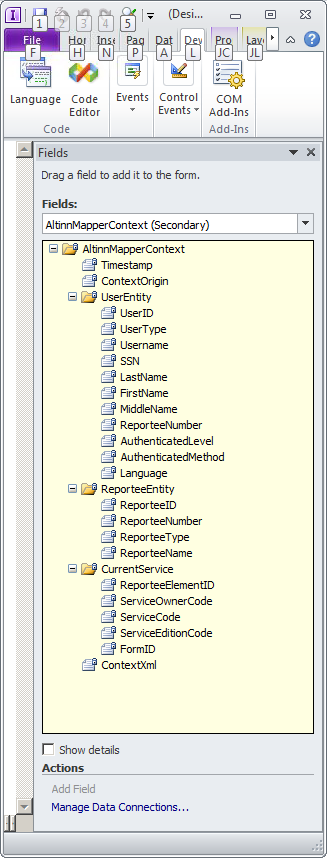 I (Desi...
1 2 3 4 5
File Ho Inse Pag Dat Dev Pro Layo
F H N P A L JC JL
Language Code Editor Events Control Events COM Add-Ins
Code Add-Ins
Fields
Drag a field to add it to the form.
Fields:
AltinnMapperContext (Secondary)
AltinnMapperContext
Timestamp
ContextOrigin
UserEntity
UserID
UserType
Username
SSN
LastName
FirstName
MiddleName
ReporteeNumber
AuthenticatedLevel
AuthenticatedMethod
Language
ReporteeEntity
ReporteeID
ReporteeNumber
ReporteeType
ReporteeName
CurrentService
ReporteeElementID
ServiceOwnerCode
ServiceCode
ServiceEditionCode
FormID
ContextXml
Show details
Actions
Add Field
Manage Data Connections...